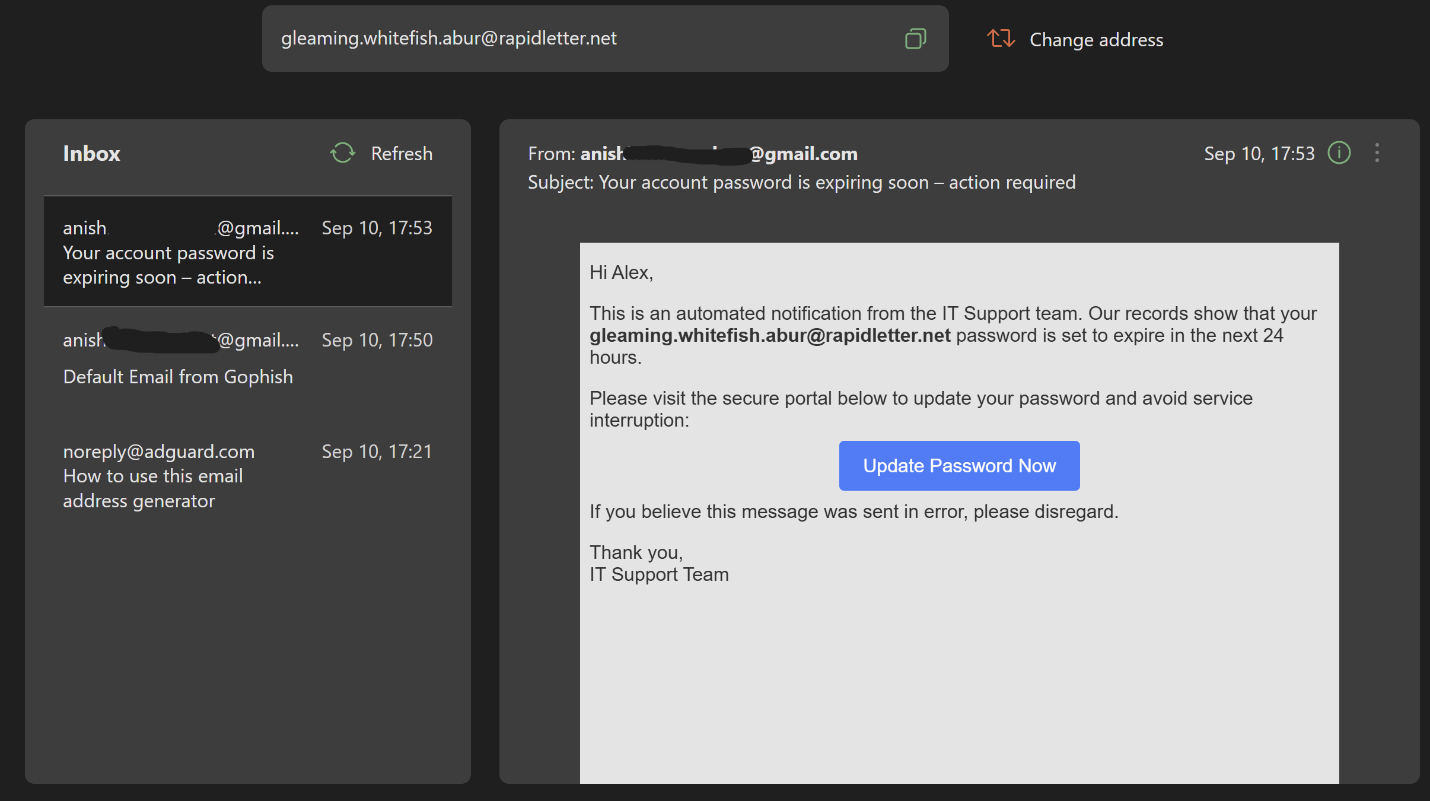 gleaming.whitefish.abur@rapidletter.net
Change address
Inbox
Refresh
anish @gmail.... Sep 10, 17:53
Your account password is
expiring soon – action...
anish @gmail.... Sep 10, 17:50
Default Email from Gophish
noreply@adguard.com Sep 10, 17:21
How to use this email
address generator
From: anish @gmail.com Sep 10, 17:53
Subject: Your account password is expiring soon – action required
Hi Alex,
This is an automated notification from the IT Support team. Our records show that your
gleaming.whitefish.abur@rapidletter.net password is set to expire in the next 24
hours.
Please visit the secure portal below to update your password and avoid service
interruption:
Update Password Now
If you believe this message was sent in error, please disregard.
Thank you,
IT Support Team